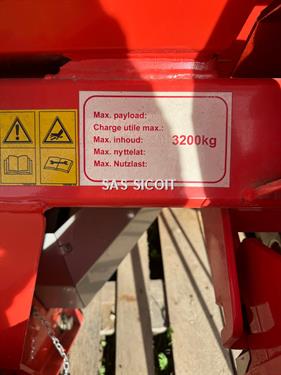 Max. payload:
Charge utile max.:
Max. inhoud: 3200kg
Max. nyttelat:
Max. Nutzlast:
SAS SICOIT